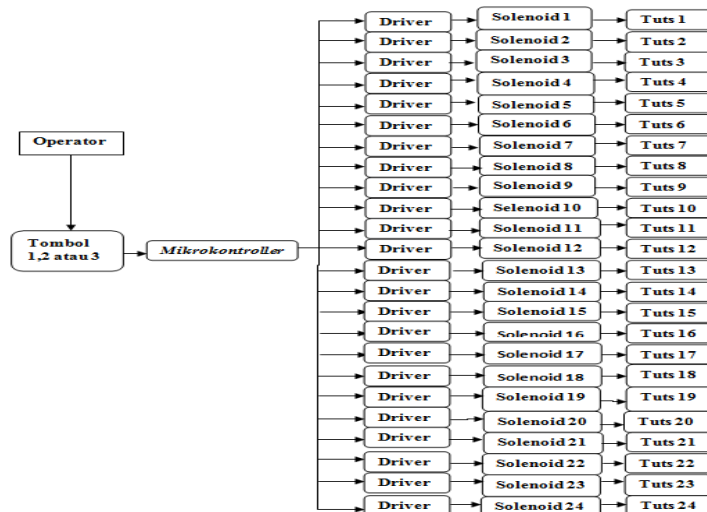 Operator
Tombol
1,2 atau 3
Mikrokontroller
Driver Solenoid 1 Tuts 1
Driver Solenoid 2 Tuts 2
Driver Solenoid 3 Tuts 3
Driver Solenoid 4 Tuts 4
Driver Solenoid 5 Tuts 5
Driver Solenoid 6 Tuts 6
Driver Solenoid 7 Tuts 7
Driver Solenoid 8 Tuts 8
Driver Solenoid 9 Tuts 9
Driver Selenoid 10 Tuts 10
Driver Solenoid 11 Tuts 11
Driver Solenoid 12 Tuts 12
Driver Solenoid 13 Tuts 13
Driver Solenoid 14 Tuts 14
Driver Solenoid 15 Tuts 15
Driver Solenoid 16 Tuts 16
Driver Solenoid 17 Tuts 17
Driver Solenoid 18 Tuts 18
Driver Solenoid 19 Tuts 19
Driver Solenoid 20 Tuts 20
Driver Solenoid 21 Tuts 21
Driver Solenoid 22 Tuts 22
Driver Solenoid 23 Tuts 23
Driver Solenoid 24 Tuts 24